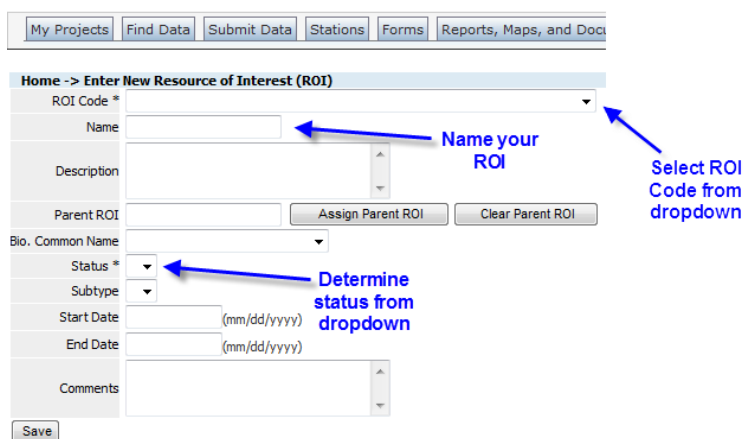 My Projects Find Data Submit Data Stations Forms Reports, Maps, and
Home -> Enter New Resource of Interest (ROI)
ROI Code *
Name
Name your
ROI
Description
Select ROI
Code from
dropdown
Parent ROI Assign Parent ROI Clear Parent ROI
Bio. Common Name
Status *
Determine
status from
dropdown
Subtype
Start Date (mm/dd/yyyy)
End Date (mm/dd/yyyy)
Comments
Save